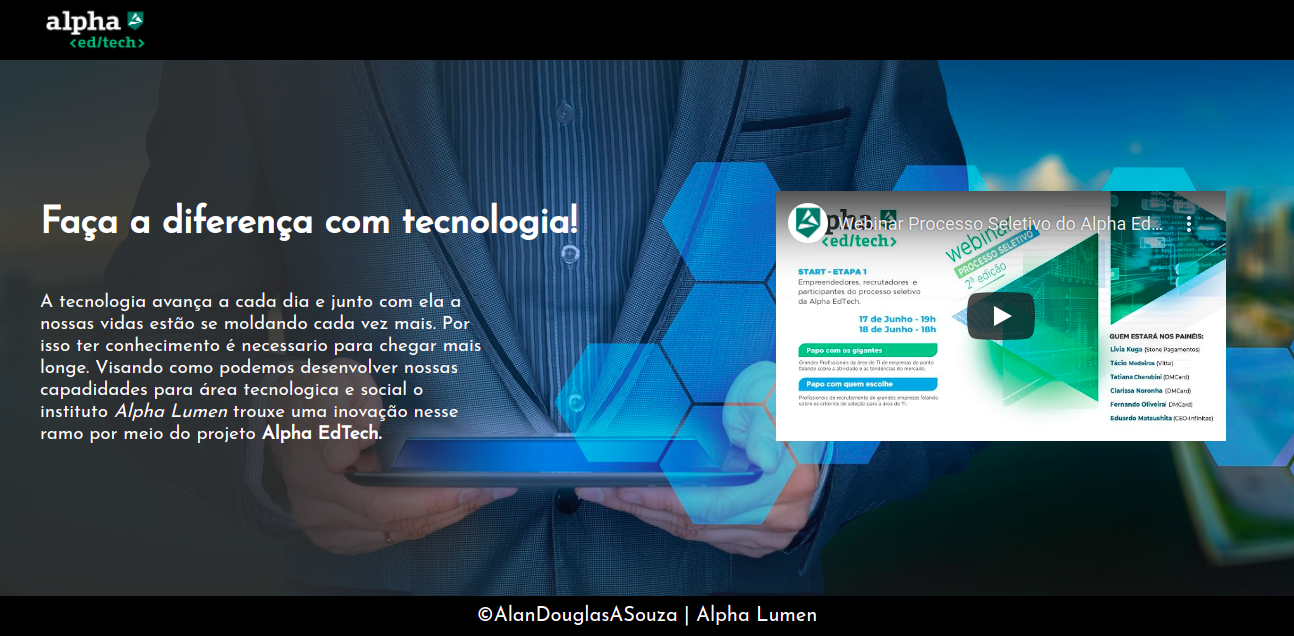 alpha
<ed/tech>
Faça a diferença com tecnologia!
A tecnologia avança a cada dia e junto com ela a
nossas vidas estão se moldando cada vez mais. Por
isso ter conhecimento é necessario para chegar mais
longe. Visando como podemos desenvolver nossas
capadidades para área tecnologica e social o
instituto Alpha Lumen trouxe uma inovação nesse
ramo por meio do projeto Alpha EdTech.
Webinar Processo Seletivo do Alpha Ed...
alpha
<ed/tech>
webinar
PROCESSO SELETIVO
2ª edição
START - ETAPA 1
Empreendedores, recrutadores e
participantes do processo seletivo
da Alpha EdTech.
17 de Junho - 19h
18 de Junho - 18h
Papo com os gigantes
Grandes Profissionais da área de TI de empresas de ponta
falando sobre a atividade e as tendências do mercado.
Papo com quem escolhe
Profissionais de recrutamento de grandes empresas falando
sobre os critérios de seleção para a área de TI.
QUEM ESTARÁ NOS PAINÉIS:
Livia Kuga (Stone Pagamentos)
Tácio Medeiros (Vitta)
Tatiana Cherubini (DMCard)
Clarissa Noronha (DMCard)
Fernando Oliveira (DMCard)
Eduardo Matsushita (CEO-Infinitas)
©AlanDouglasASouza | Alpha Lumen